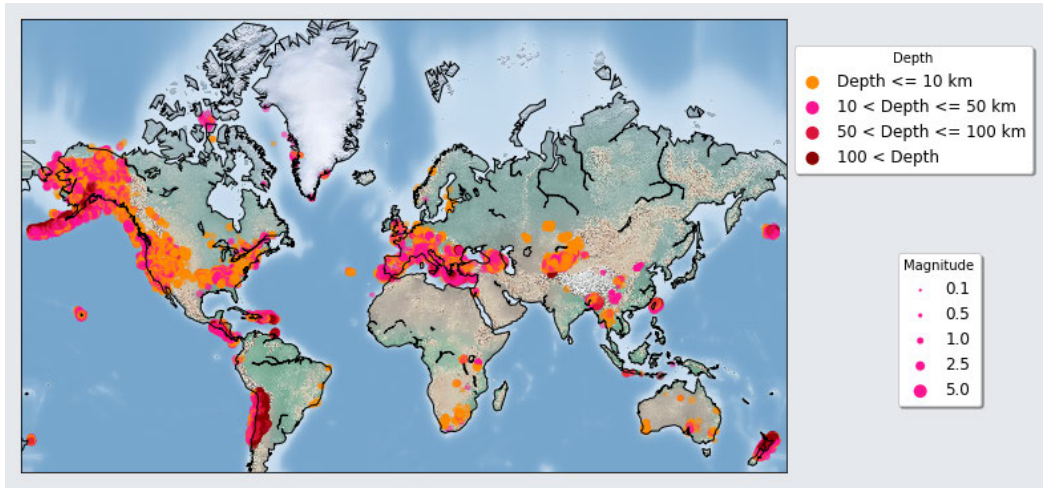 Depth
Depth <= 10 km
10 < Depth <= 50 km
50 < Depth <= 100 km
100 < Depth
Magnitude
0.1
0.5
1.0
2.5
5.0